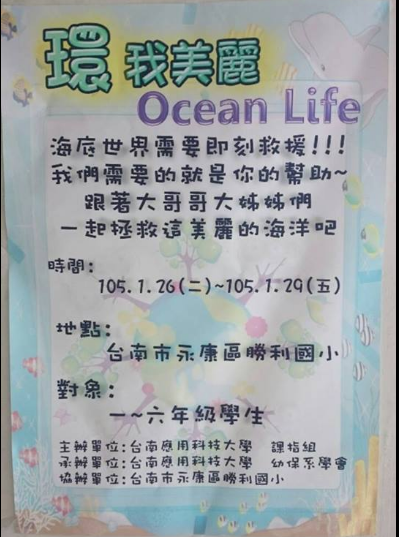 環 我美麗
Ocean Life
海底世界需要即刻救援!!!
我們需要的就是你的幫助~
跟著大哥哥大姊姊們
一起拯救這美麗的海洋吧
時間:
105.1.26(二)~105.1.29(五)
地點:
台南市永康區勝利國小
對象:
一~六年級學生
主辦單位:台南應用科技大學 課指組
承辦單位:台南應用科技大學 幼保系學會
協辦單位:台南市永康區勝利國小